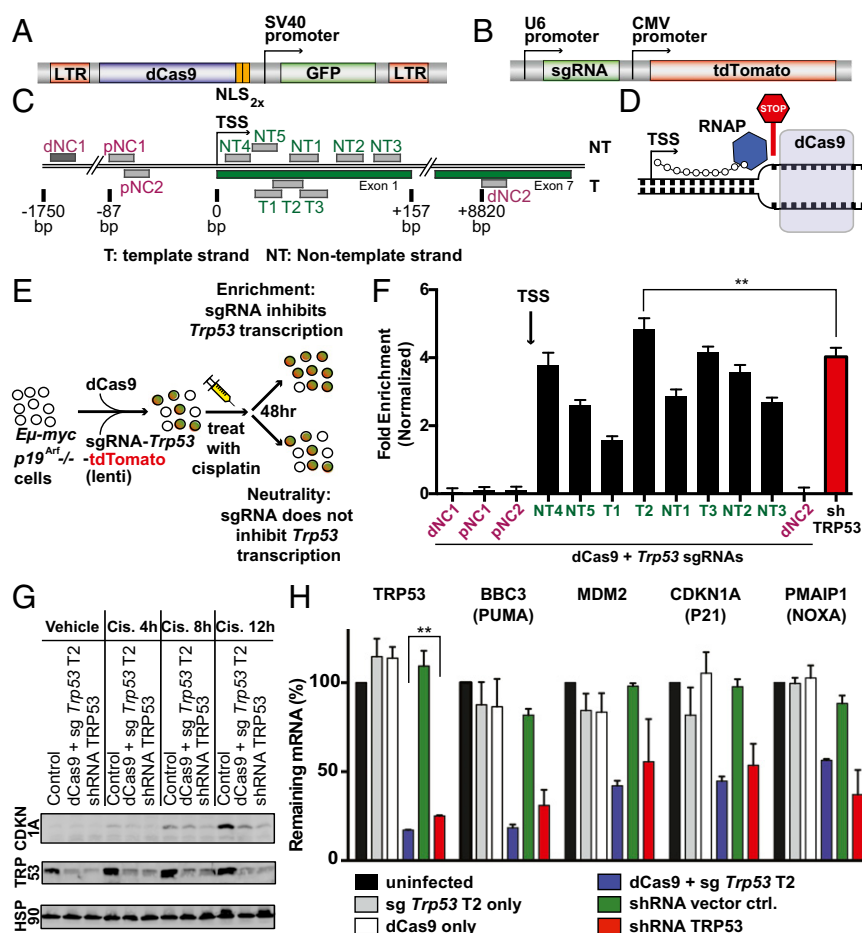 A
SV40
promoter
LTR
dCas9
GFP
LTR
NLS2x
B
U6
promoter
CMV
promoter
sgRNA
tdTomato
C
TSS
dNC1
pNC1
pNC2
NT5
NT4
NT1
NT2
NT3
NT
Exon 1
Exon 7
T
T1
T2
T3
dNC2
-1750
bp
-87
bp
0
bp
+157
bp
+8820
bp
T: template strand NT: Non-template strand
D
STOP
RNAP
TSS
dCas9
E
Enrichment:
sgRNA inhibits
Trp53 transcription
dCas9
sgRNA-Trp53
-tdTomato
(lenti)
Eμ-myc
p19Arf-/-
cells
treat
with
cisplatin
48hr
Neutrality:
sgRNA does not
inhibit Trp53
transcription
F
Fold Enrichment
(Normalized)
6
4
2
0
TSS
**
dNC1
pNC1
pNC2
NT4
NT5
T1
T2
NT1
T3
NT2
NT3
dNC2
sh
TRP53
dCas9 + Trp53 sgRNAs
G
Vehicle
Cis. 4h
Cis. 8h
Cis. 12h
Control
dCas9 + sg Trp53 T2
shRNA TRP53
Control
dCas9 + sg Trp53 T2
shRNA TRP53
Control
dCas9 + sg Trp53 T2
shRNA TRP53
Control
dCas9 + sg Trp53 T2
shRNA TRP53
CDKN
1A
TRP
53
HSP
90
H
TRP53
BBC3
(PUMA)
MDM2
CDKN1A
(P21)
PMAIP1
(NOXA)
**
Remaining mRNA (%)
100
50
0
uninfected
sg Trp53 T2 only
dCas9 only
dCas9 + sg Trp53 T2
shRNA vector ctrl.
shRNA TRP53